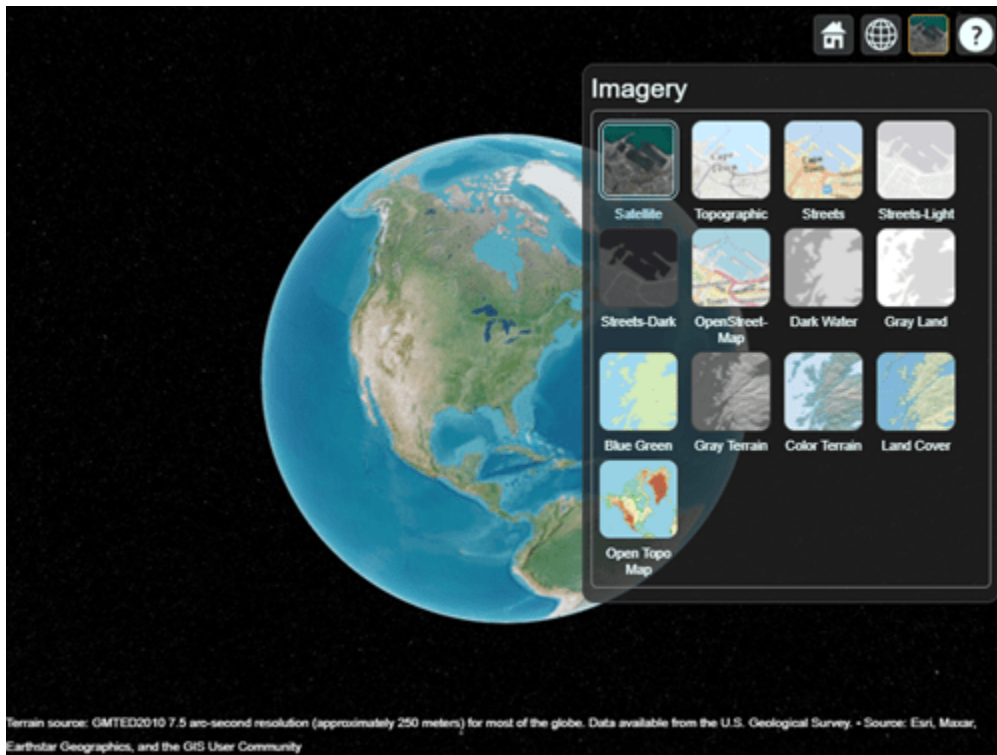 ?
Imagery
Satellite
Topographic
Streets
Streets-Light
Streets-Dark
OpenStreet-
Map
Dark Water
Gray Land
Blue Green
Gray Terrain
Color Terrain
Land Cover
Open Topo
Map
Terrain source: GMTED2010 7.5 arc-second resolution (approximately 250 meters) for most of the globe. Data available from the U.S. Geological Survey. • Source: Esri, Maxar,
Earthstar Geographics, and the GIS User Community